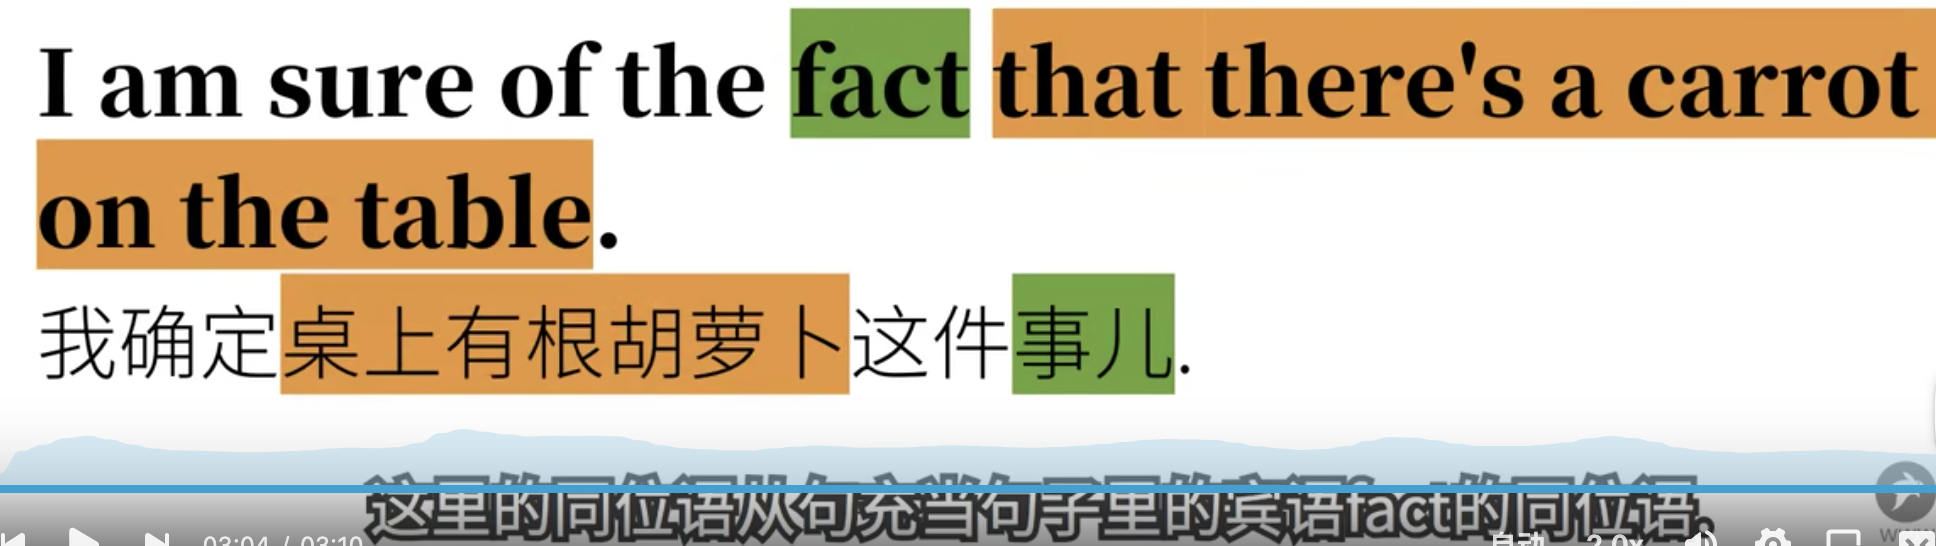 I am sure of the fact that there's a carrot
on the table.
我确定桌上有根胡萝卜这件事儿.
这里的同位语从句充当句子里的宾语fact的同位语。
03:04 / 03:10
自动 2.0x